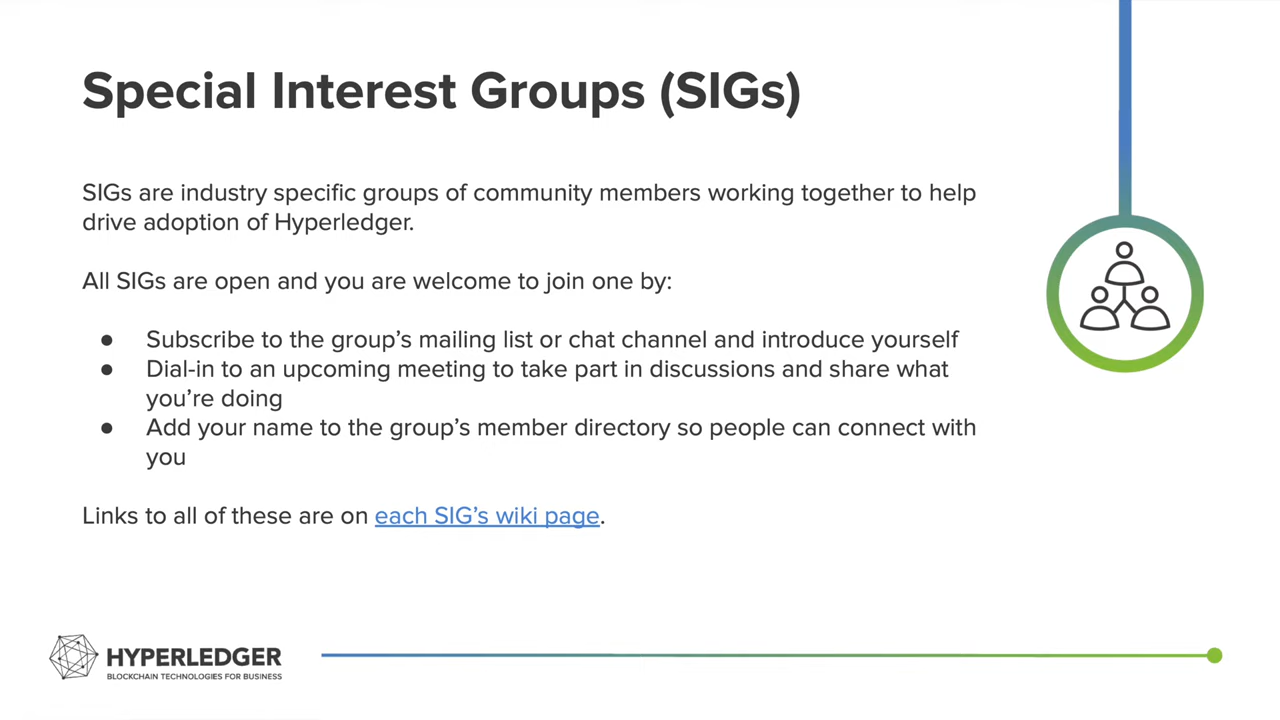 Special Interest Groups (SIGs)
SIGs are industry specific groups of community members working together to help
drive adoption of Hyperledger.
All SIGs are open and you are welcome to join one by:
● Subscribe to the group’s mailing list or chat channel and introduce yourself
● Dial-in to an upcoming meeting to take part in discussions and share what
you’re doing
● Add your name to the group’s member directory so people can connect with
you
Links to all of these are on each SIG’s wiki page.
HYPERLEDGER
BLOCKCHAIN TECHNOLOGIES FOR BUSINESS